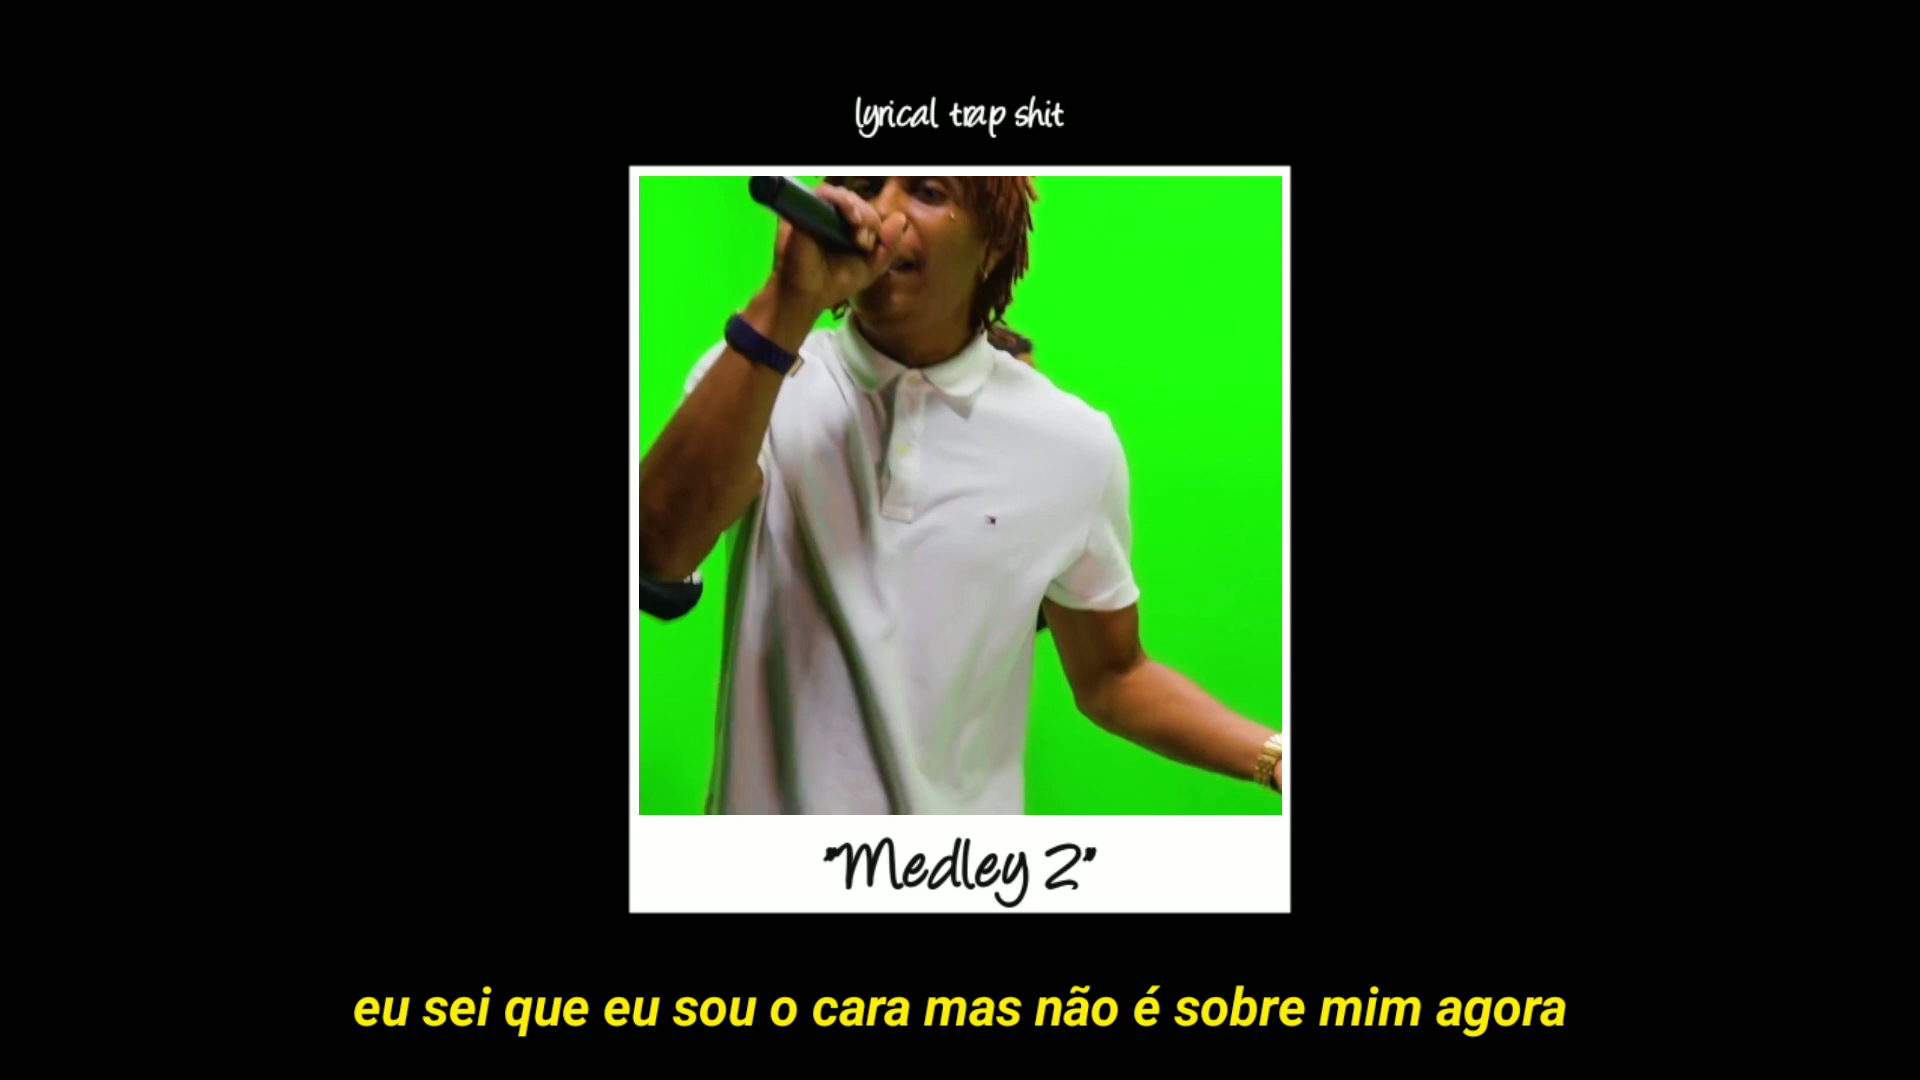 lyrical trap shit
"Medley 2"
eu sei que eu sou o cara mas não é sobre mim agora